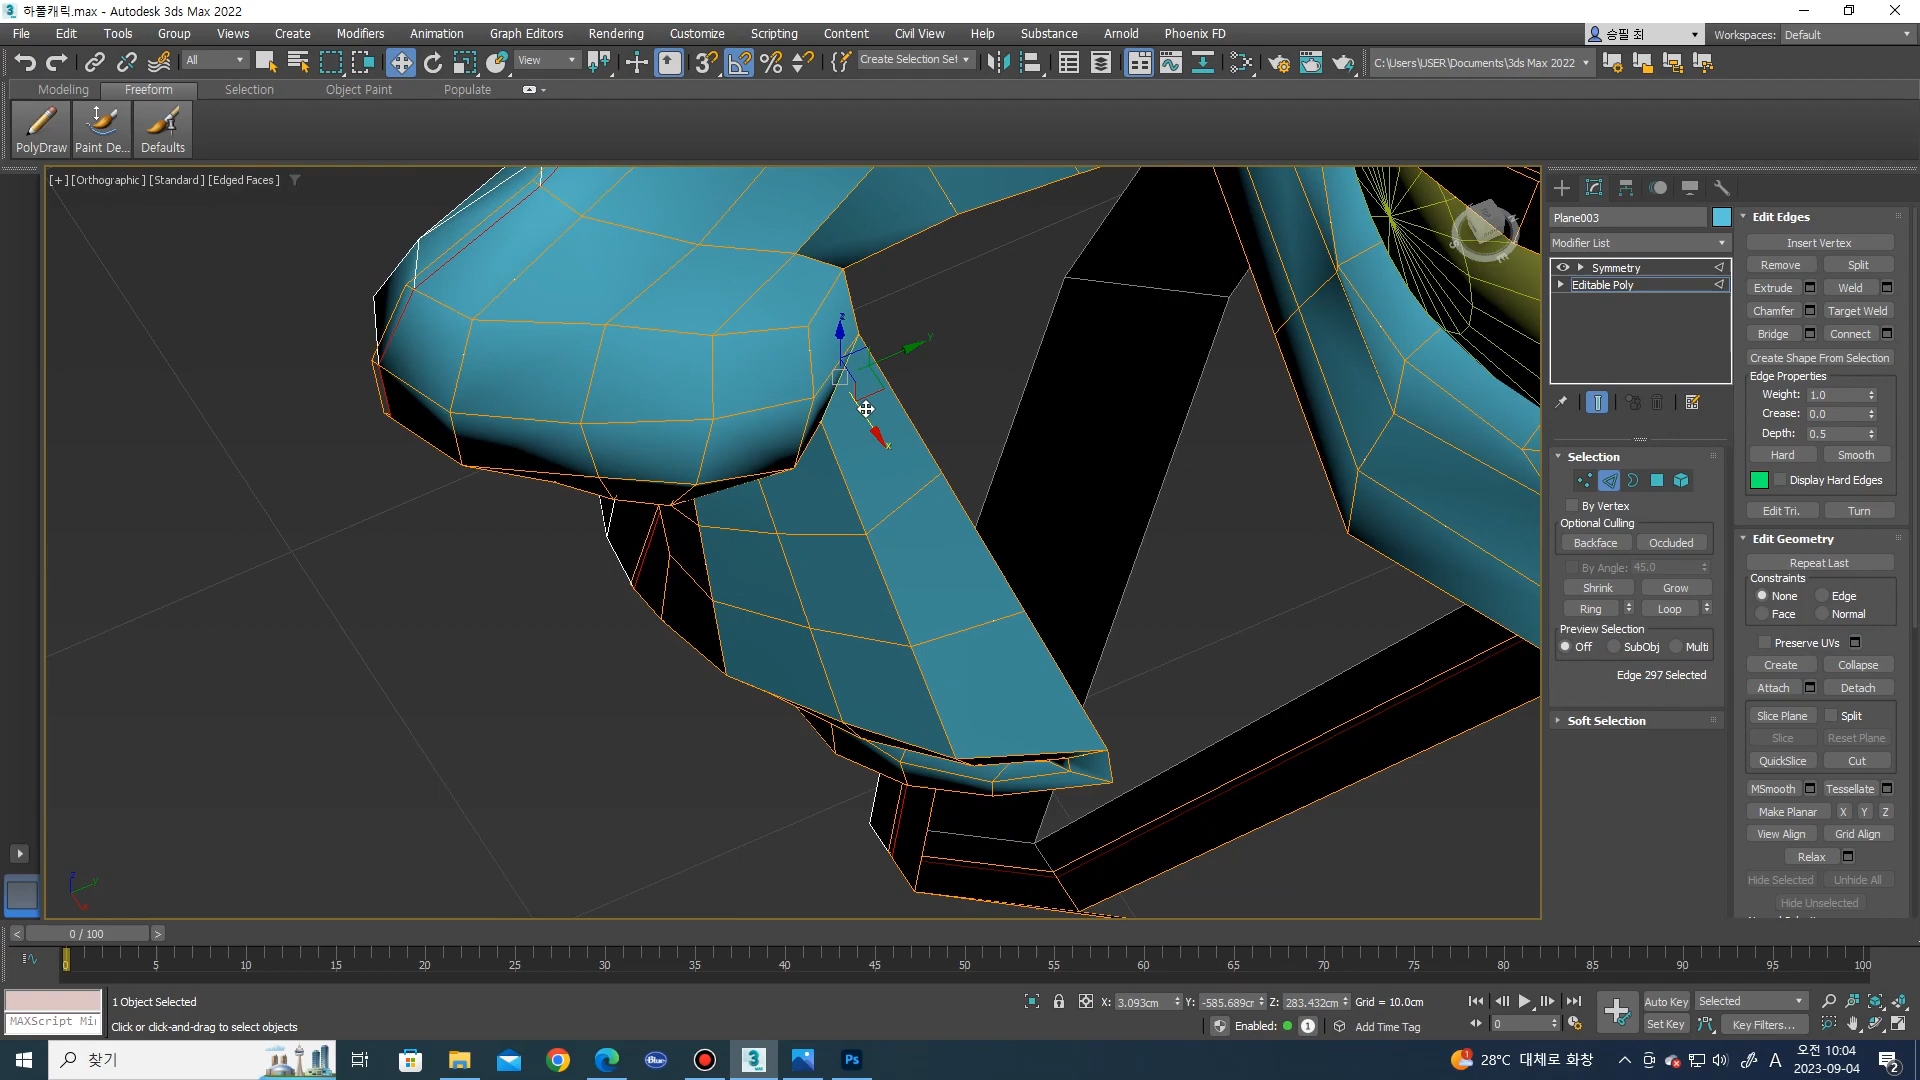 하폴캐릭.max - Autodesk 3ds Max 2022
File Edit Tools Group Views Create Modifiers Animation Graph Editors Rendering Customize Scripting Content Civil View Help Substance Arnold Phoenix FD
승필 최 Workspaces: Default
All View Create Selection Set C:\Users\USER\Documents\3ds Max 2022
Modeling Freeform Selection Object Paint Populate
PolyDraw Paint De... Defaults
[+] [Orthographic] [Standard] [Edged Faces]
Plane003
Modifier List
Symmetry
Editable Poly
Selection
By Vertex
Optional Culling
Backface Occluded
By Angle: 45.0
Shrink Grow
Ring Loop
Preview Selection
Off SubObj Multi
Edge 297 Selected
Soft Selection
Edit Edges
Insert Vertex
Remove Split
Extrude Weld
Chamfer Target Weld
Bridge Connect
Create Shape From Selection
Edge Properties
Weight: 1.0
Crease: 0.0
Depth: 0.5
Hard Smooth
Display Hard Edges
Edit Tri. Turn
Edit Geometry
Repeat Last
Constraints
None Edge
Face Normal
Preserve UVs
Create Collapse
Attach Detach
Slice Plane Split
Slice Reset Plane
QuickSlice Cut
MSmooth Tessellate
Make Planar X Y Z
View Align Grid Align
Relax
Hide Selected Unhide All
Hide Unselected
z y x
z y
< 0 / 100 >
0 5 10 15 20 25 30 35 40 45 50 55 60 65 70 75 80 85 90 95 100
1 Object Selected X: 3.093cm Y: -585.689cm Z: 283.432cm Grid = 10.0cm Auto Key Selected
MAXScript Mi Click or click-and-drag to select objects Enabled: 1 Add Time Tag 0 Set Key Key Filters...
찾기 Blue 3 MAX Ps 1 28°C 대체로 화창 A 오전 10:04
2023-09-04 2